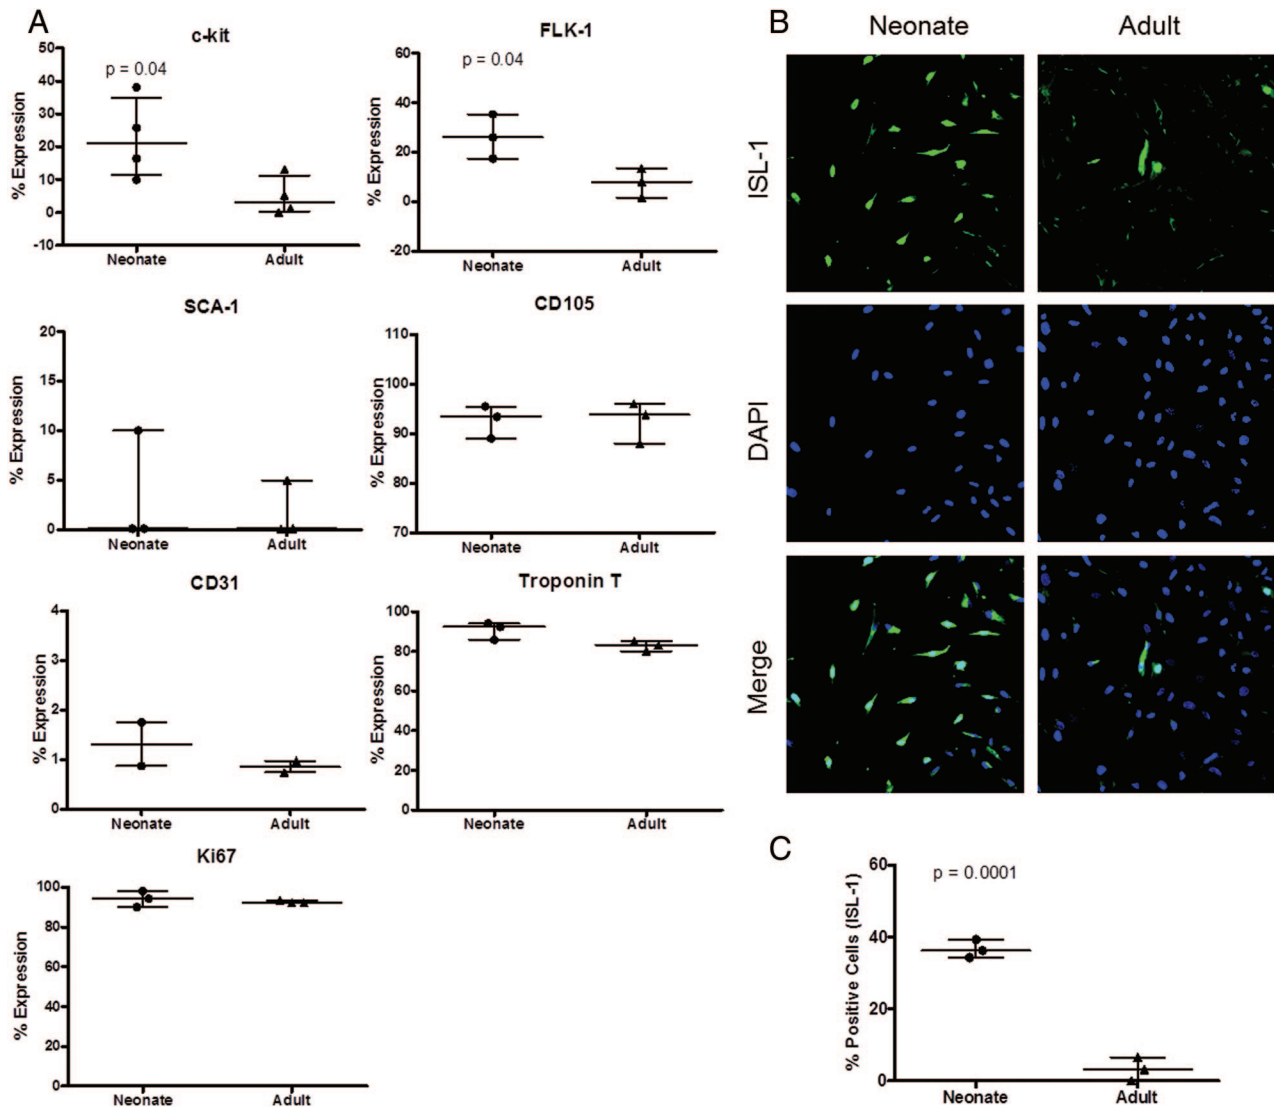 A
c-kit
p = 0.04
% Expression
50
40
30
20
10
0
-10
Neonate
Adult
FLK-1
p = 0.04
% Expression
60
40
20
0
-20
Neonate
Adult
SCA-1
% Expression
20
15
10
5
0
Neonate
Adult
CD105
% Expression
110
100
90
80
70
Neonate
Adult
CD31
% Expression
4
3
2
1
0
Neonate
Adult
Troponin T
% Expression
100
80
60
40
20
0
Neonate
Adult
Ki67
% Expression
100
80
60
40
20
0
Neonate
Adult
B
Neonate
Adult
ISL-1
DAPI
Merge
C
p = 0.0001
% Positive Cells (ISL-1)
60
40
20
0
Neonate
Adult